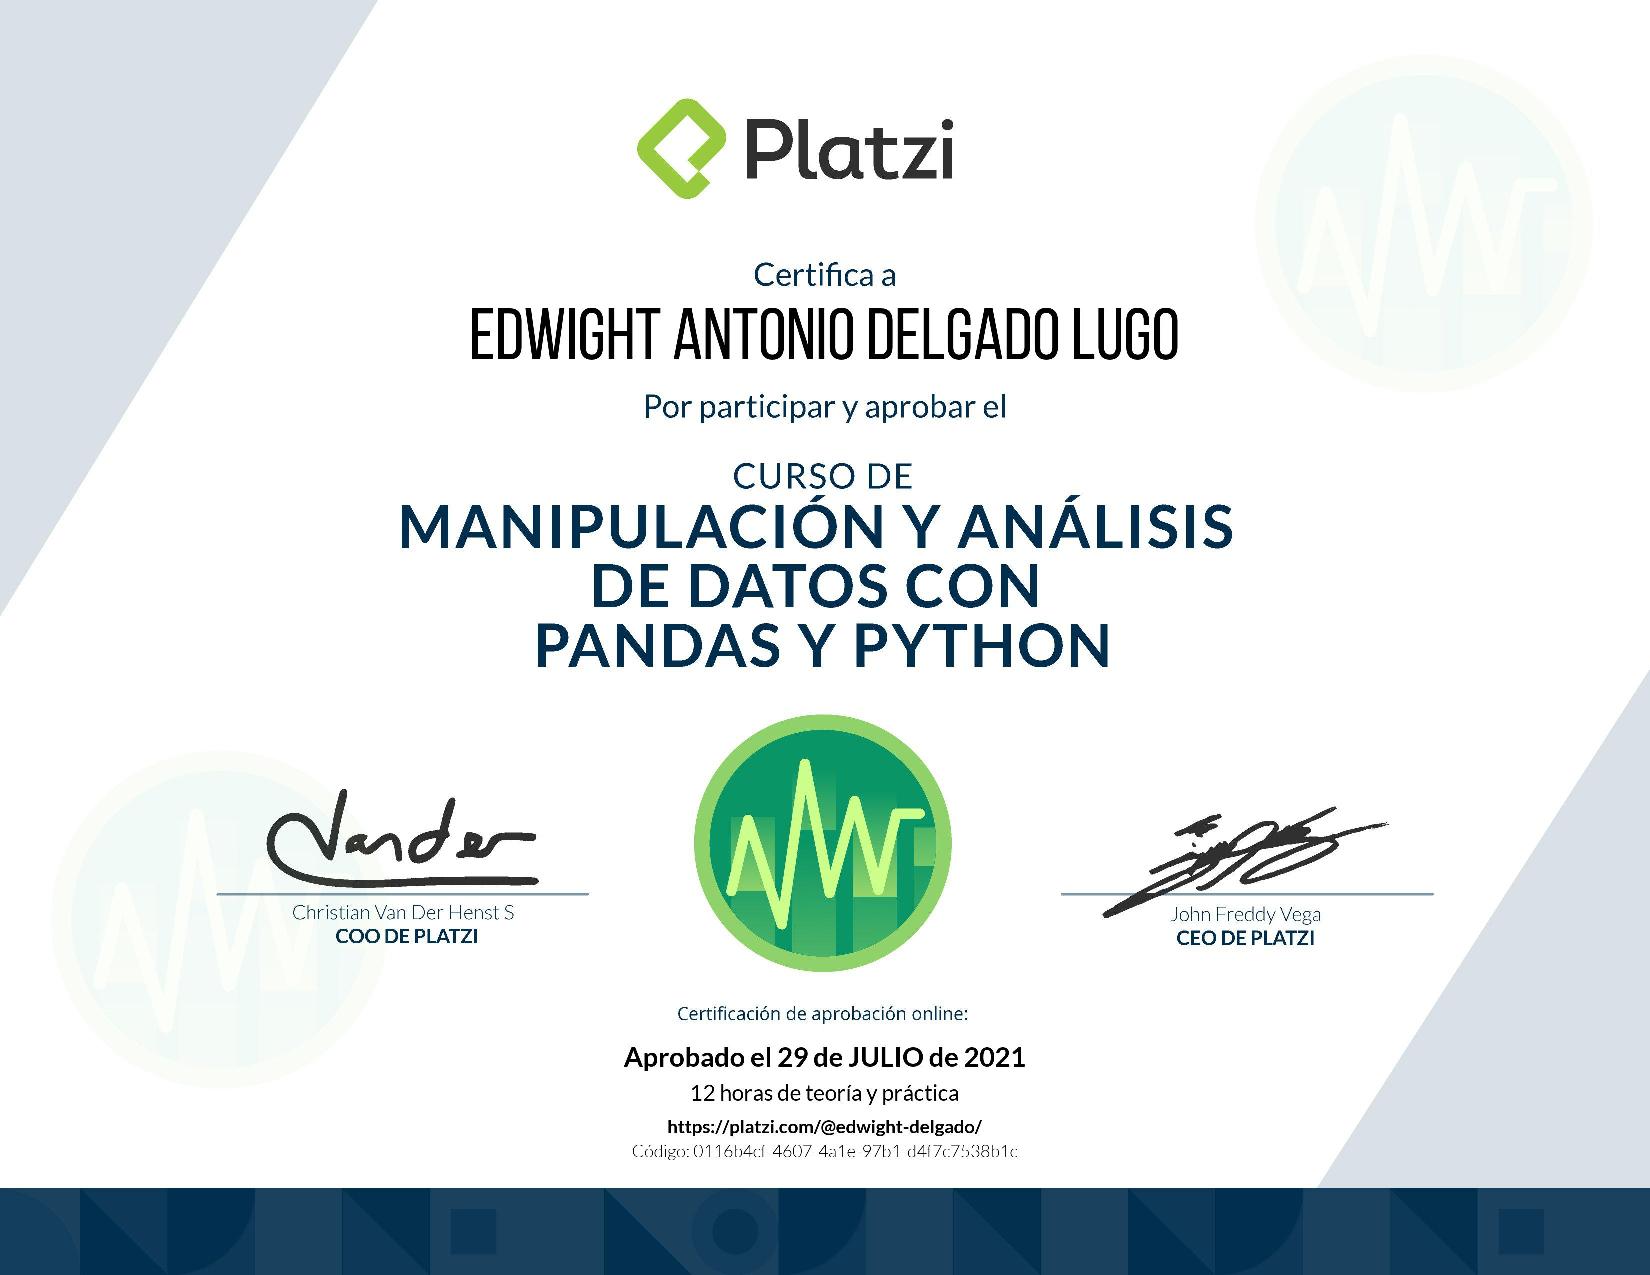 Platzi
Certifica a
EDWIGHT ANTONIO DELGADO LUGO
Por participar y aprobar el
CURSO DE
MANIPULACIÓN Y ANÁLISIS
DE DATOS CON
PANDAS Y PYTHON
Vander
Christian Van Der Henst S
COO DE PLATZI
John Freddy Vega
CEO DE PLATZI
Certificación de aprobación online:
Aprobado el 29 de JULIO de 2021
12 horas de teoría y práctica
https://platzi.com/@edwight-delgado/
Código: 0116b4cf-4607-4a1e-97b1-d4f7c7538b1c